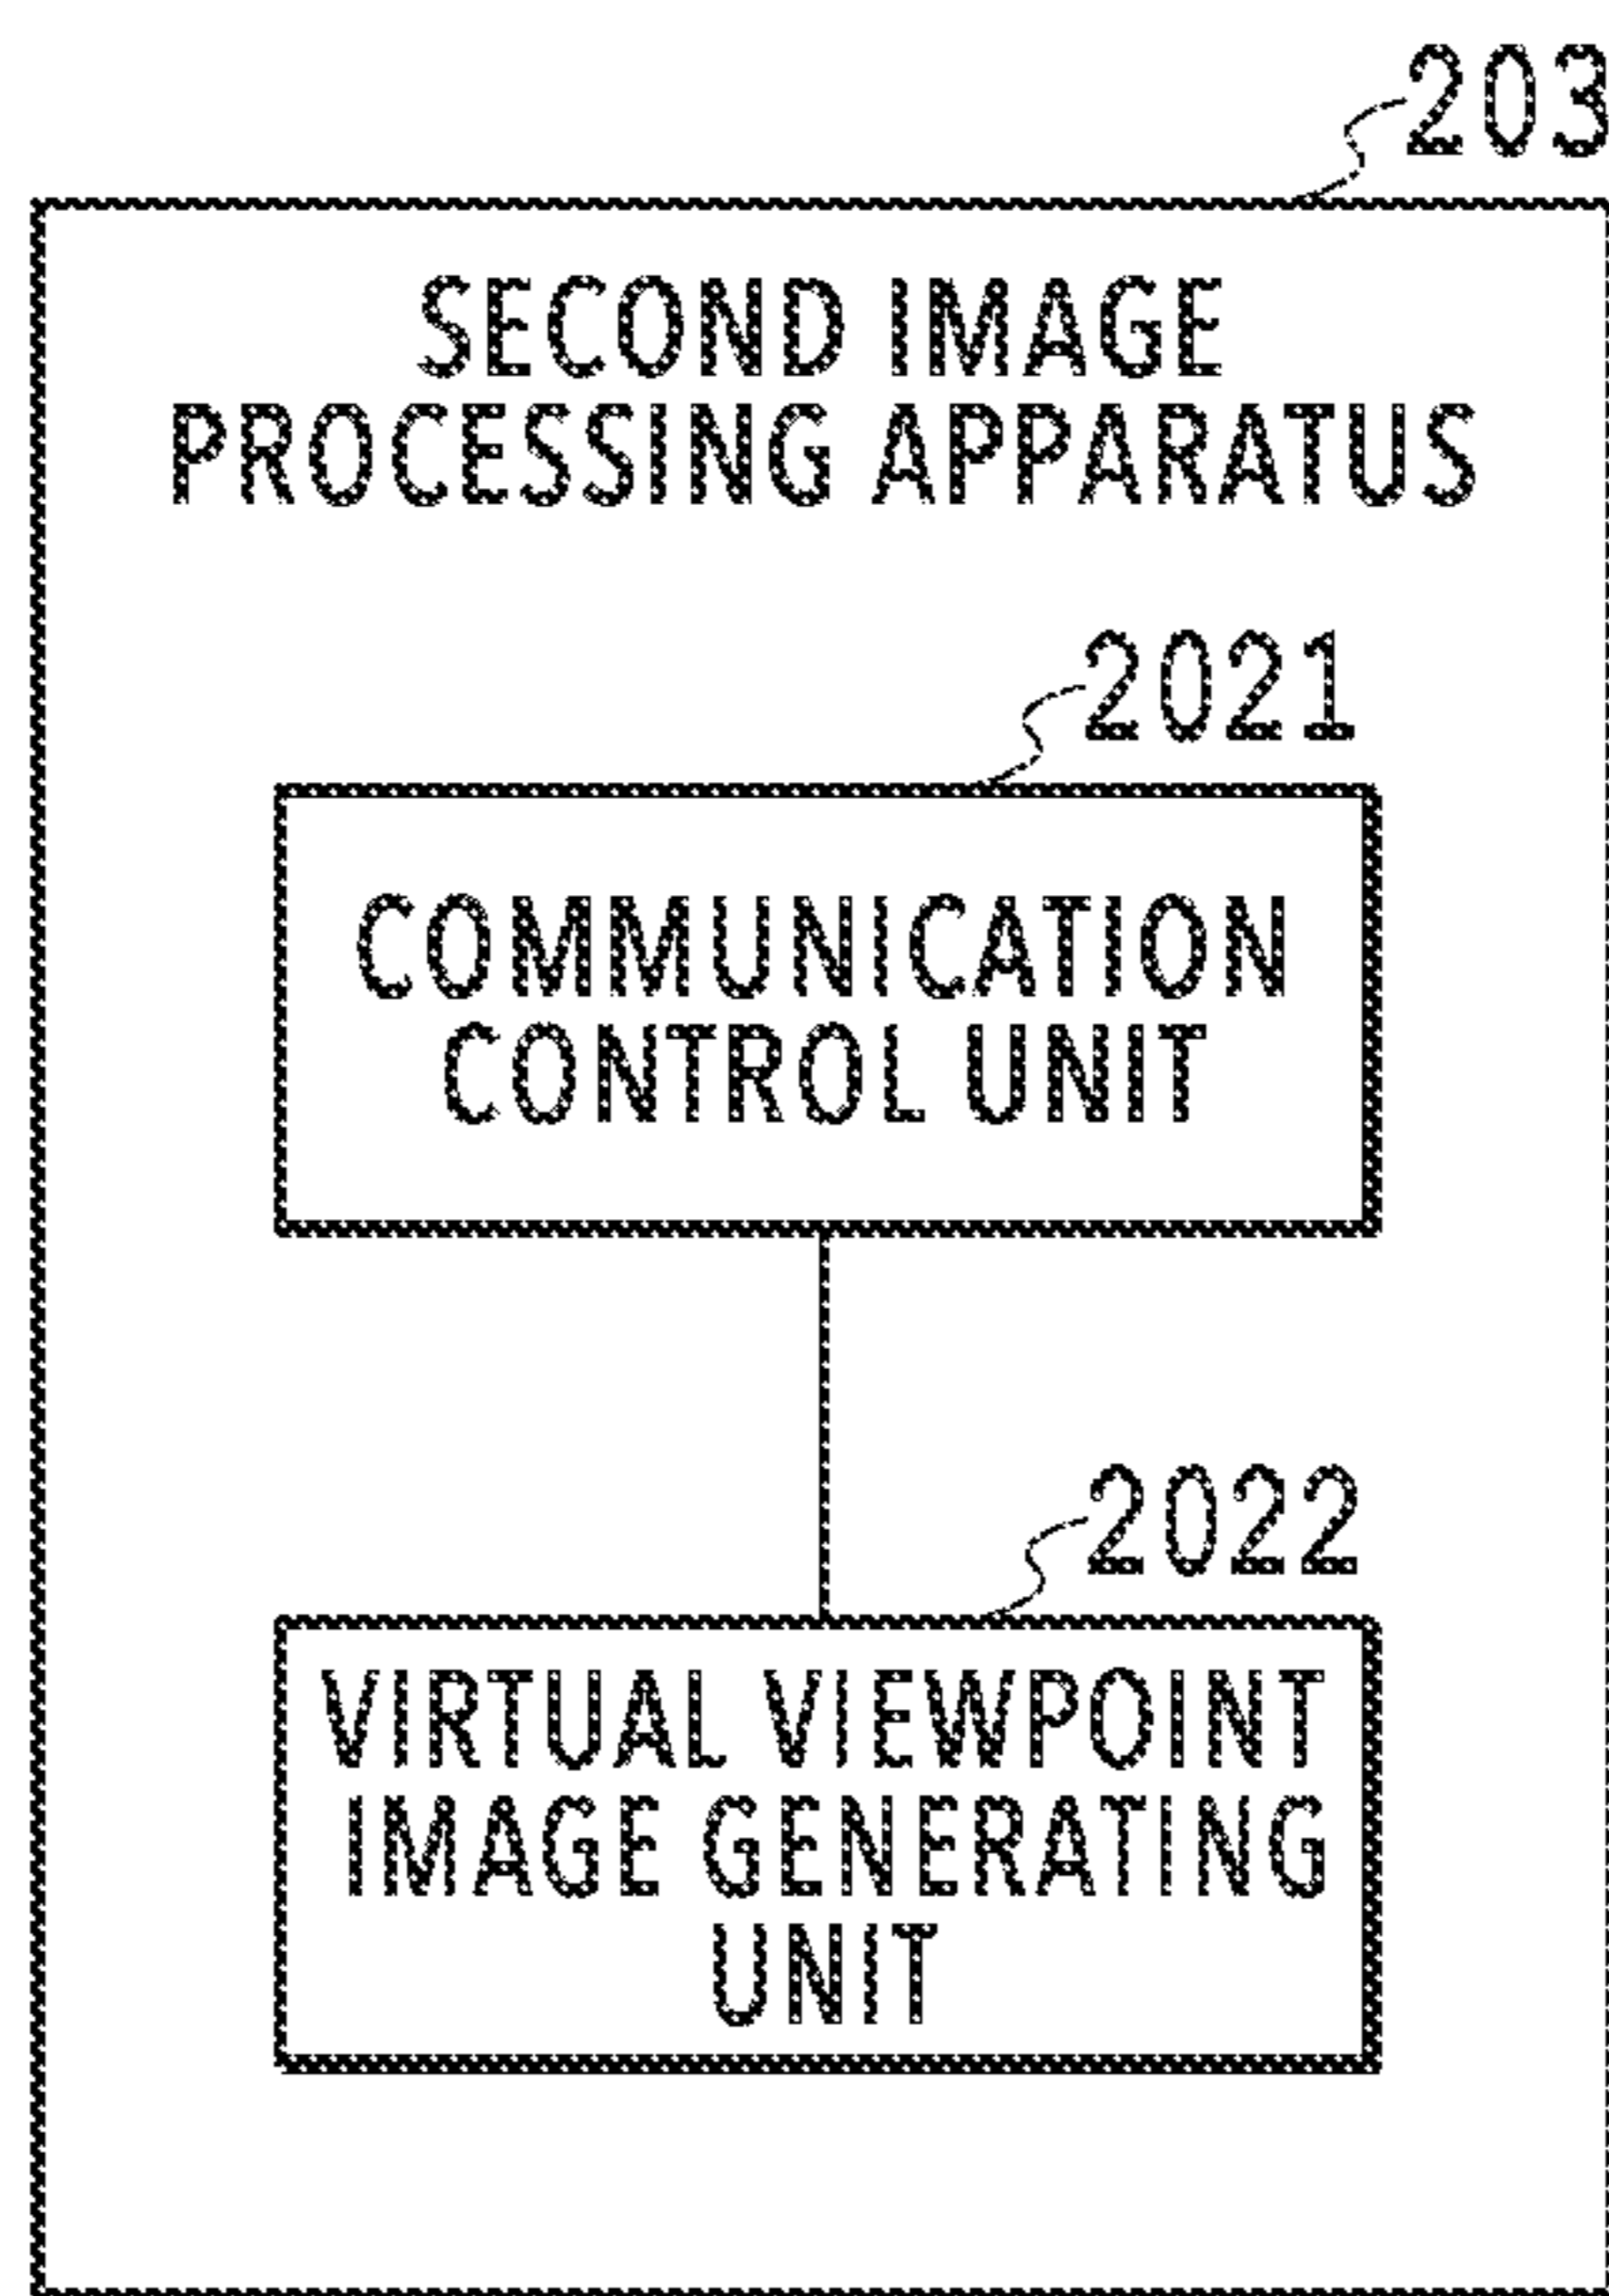 203
SECOND IMAGE
PROCESSING APPARATUS
2021
COMMUNICATION
CONTROL UNIT
2022
VIRTUAL VIEWPOINT
IMAGE GENERATING
UNIT